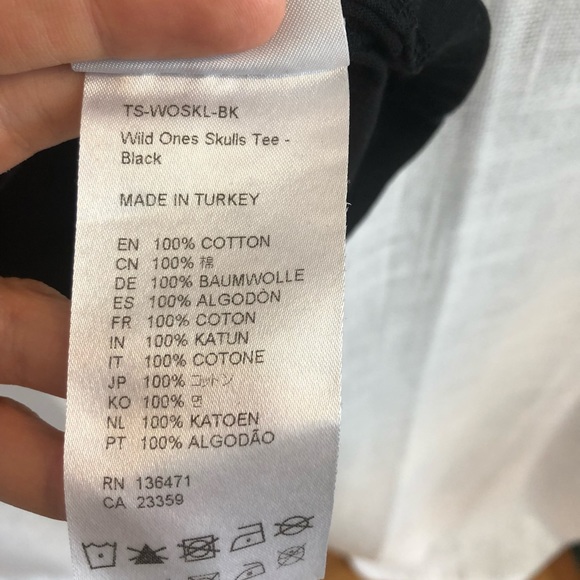 TS-WOSKL-BK
Wild Ones Skulls Tee -
Black
MADE IN TURKEY
EN 100% COTTON
CN 100% 棉
DE 100% BAUMWOLLE
ES 100% ALGODÓN
FR 100% COTON
IN 100% KATUN
IT 100% COTONE
JP 100% コットン
KO 100% 면
NL 100% KATOEN
PT 100% ALGODÃO
RN 136471
CA 23359